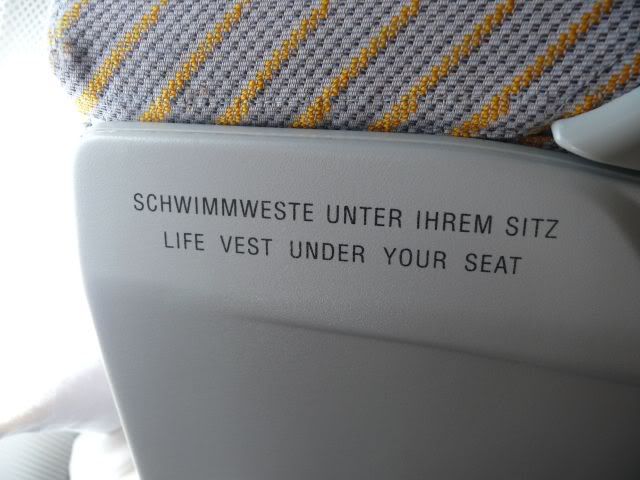 SCHWIMMWESTE UNTER IHREM SITZ
LIFE VEST UNDER YOUR SEAT